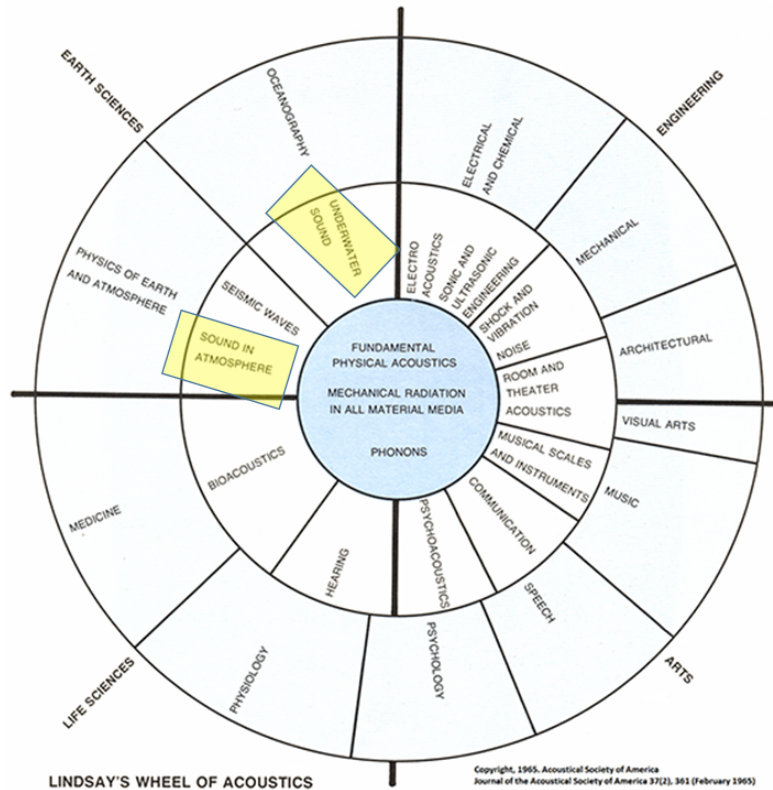 EARTH SCIENCES
ENGINEERING
OCEANOGRAPHY
ELECTRICAL
AND CHEMICAL
MECHANICAL
ARCHITECTURAL
VISUAL ARTS
MUSIC
SPEECH
PSYCHOLOGY
PHYSIOLOGY
MEDICINE
PHYSICS OF EARTH
AND ATMOSPHERE
UNDERWATER
SOUND
ELECTRO
ACOUSTICS
SONIC AND
ULTRASONIC
ENGINEERING
SHOCK AND
VIBRATION
NOISE
ROOM AND
THEATER
ACOUSTICS
MUSICAL SCALES
AND INSTRUMENTS
COMMUNICATION
PSYCHOACOUSTICS
HEARING
BIOACOUSTICS
SOUND IN
ATMOSPHERE
SEISMIC WAVES
FUNDAMENTAL
PHYSICAL ACOUSTICS
MECHANICAL RADIATION
IN ALL MATERIAL MEDIA
PHONONS
LIFE SCIENCES
ARTS
LINDSAY'S WHEEL OF ACOUSTICS
Copyright, 1965. Acoustical Society of America
Journal of the Acoustical Society of America 37(2), 361 (February 1965)